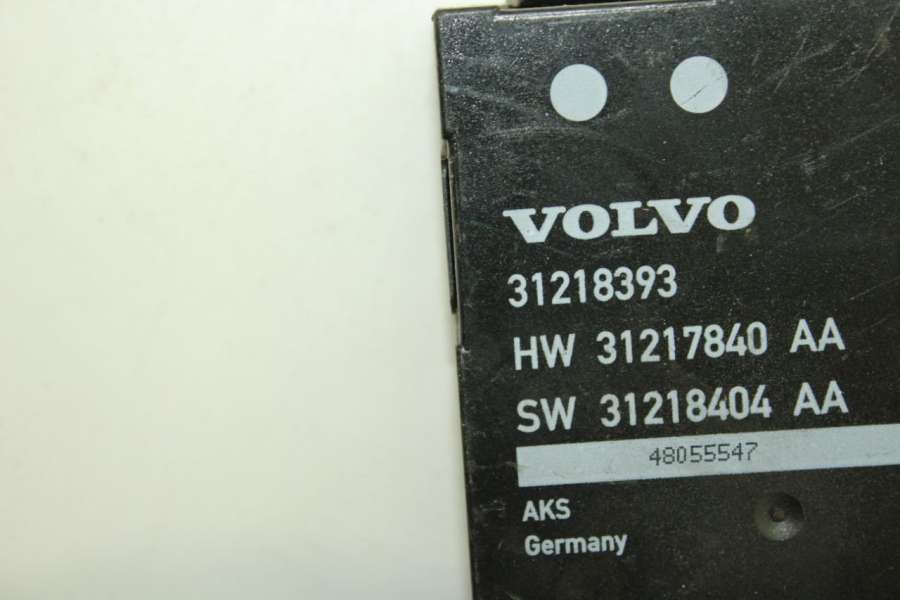 VOLVO
31218393
HW 31217840 AA
SW 31218404 AA
48055547
AKS
Germany